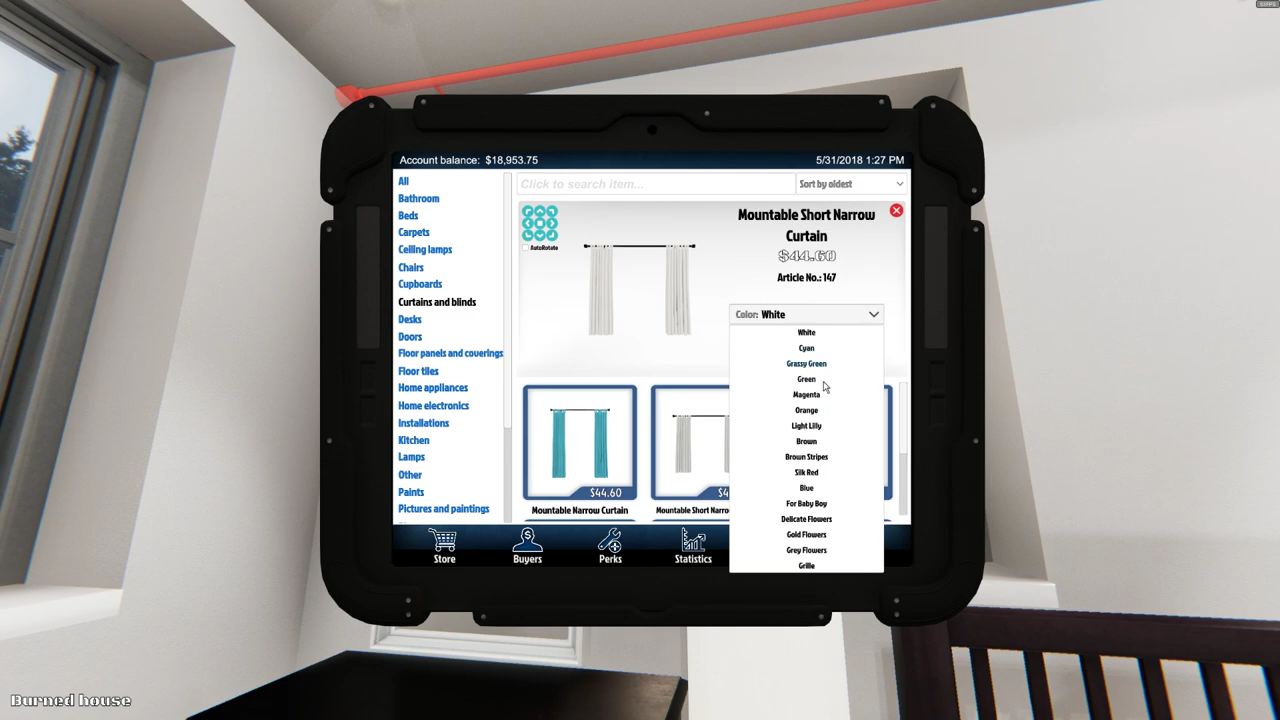 Account balance: $18,953.75
5/31/2018 1:27 PM
All
Bathroom
Beds
Carpets
Ceiling lamps
Chairs
Cupboards
Curtains and blinds
Desks
Doors
Floor panels and coverings
Floor tiles
Home appliances
Home electronics
Installations
Kitchen
Lamps
Other
Paints
Pictures and paintings
Click to search item...
Sort by oldest
AutoRotate
Mountable Short Narrow
Curtain
$44.60
Article No.: 147
Color: White
White
Cyan
Grassy Green
Green
Magenta
Orange
Light Lilly
Brown
Brown Stripes
Silk Red
Blue
For Baby Boy
Delicate Flowers
Gold Flowers
Grey Flowers
Grille
$44.60
Mountable Narrow Curtain
$4
Mountable Short Narro
Store
Buyers
Perks
Statistics
Burned house